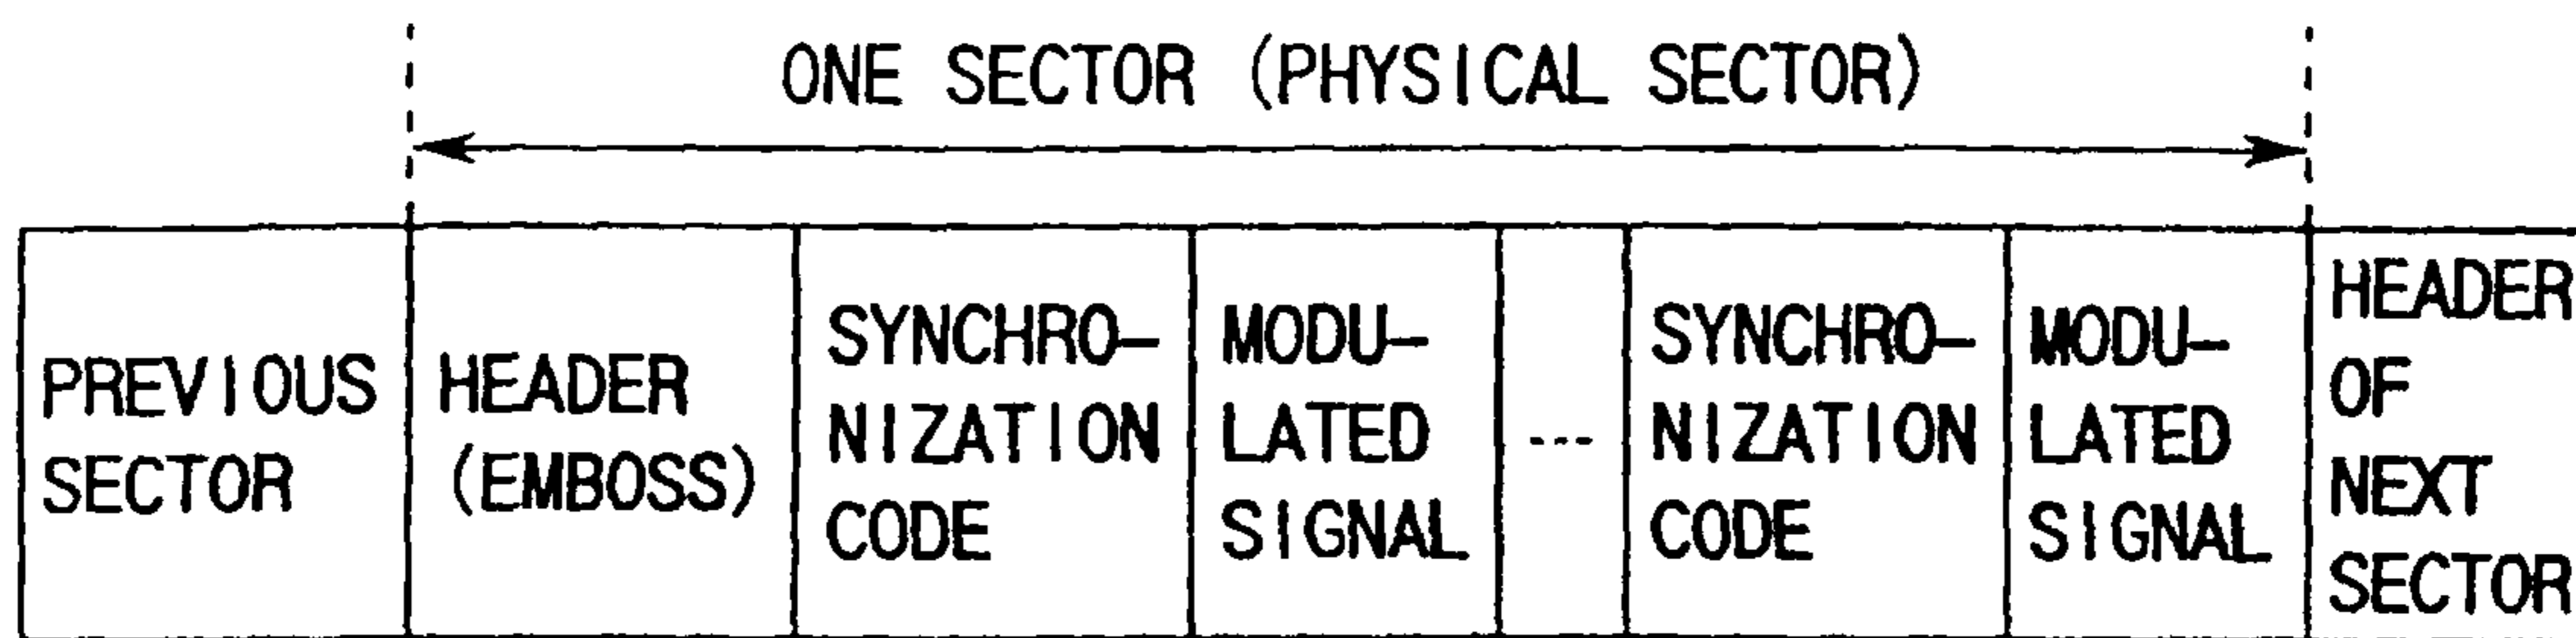 ONE SECTOR (PHYSICAL SECTOR)
PREVIOUS
SECTOR
HEADER
(EMBOSS)
SYNCHRO–
NIZATION
CODE
MODU–
LATED
SIGNAL
---
SYNCHRO–
NIZATION
CODE
MODU–
LATED
SIGNAL
HEADER
OF
NEXT
SECTOR